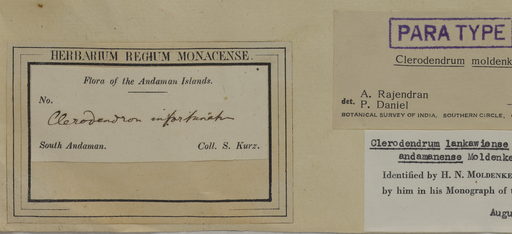 HERBARIUM REGIUM MONACENSE.
Flora of the Andaman Islands.
No.
Clerodendron infortunatum
South Andaman. Coll. S. Kurz.
PARA TYPE
Clerodendrum moldenk
A. Rajendran
det. P. Daniel
BOTANICAL SURVEY OF INDIA, SOUTHERN CIRCLE,
Clerodendrum lankawiense
andamanense Moldenke
Identified by H. N. MOLDENKE
by him in his Monograph of
Augu